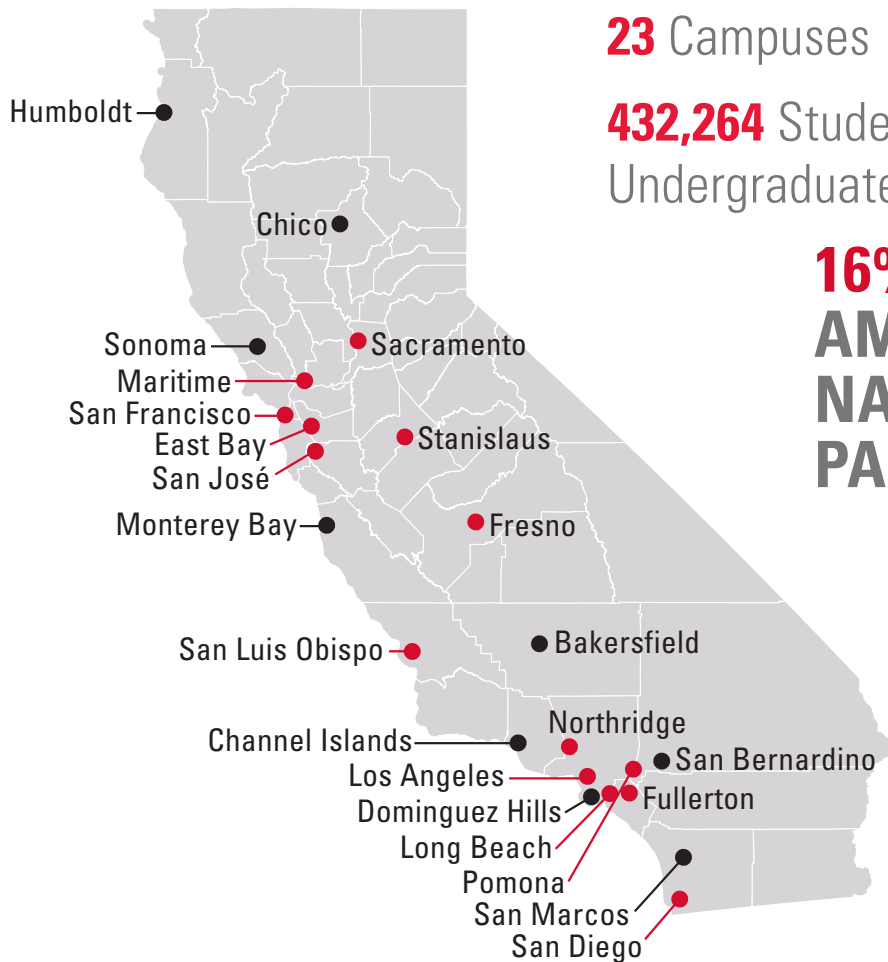 23 Campuses
432,264 Stude
Undergraduate
16%
AM
NA
PA
Humboldt
Chico
Sonoma
Sacramento
Maritime
San Francisco
East Bay
Stanislaus
San José
Monterey Bay
Fresno
San Luis Obispo
Bakersfield
Northridge
Channel Islands
San Bernardino
Los Angeles
Dominguez Hills
Fullerton
Long Beach
Pomona
San Marcos
San Diego